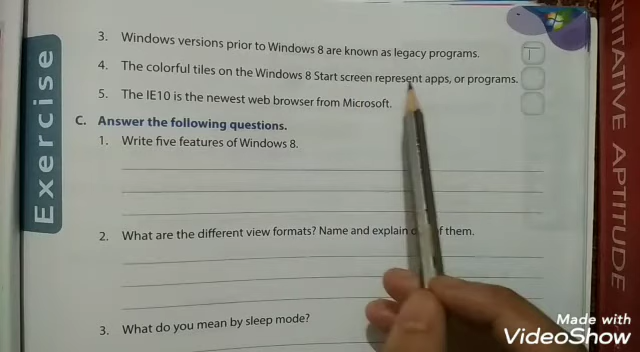 3. Windows versions prior to Windows 8 are known as legacy programs.
T
4. The colorful tiles on the Windows 8 Start screen represent apps, or programs.
5. The IE10 is the newest web browser from Microsoft.
C. Answer the following questions.
1. Write five features of Windows 8.
2. What are the different view formats? Name and explain of them.
3. What do you mean by sleep mode?
Exercise
TITATIVE APTITUDE
Made with
VideoShow